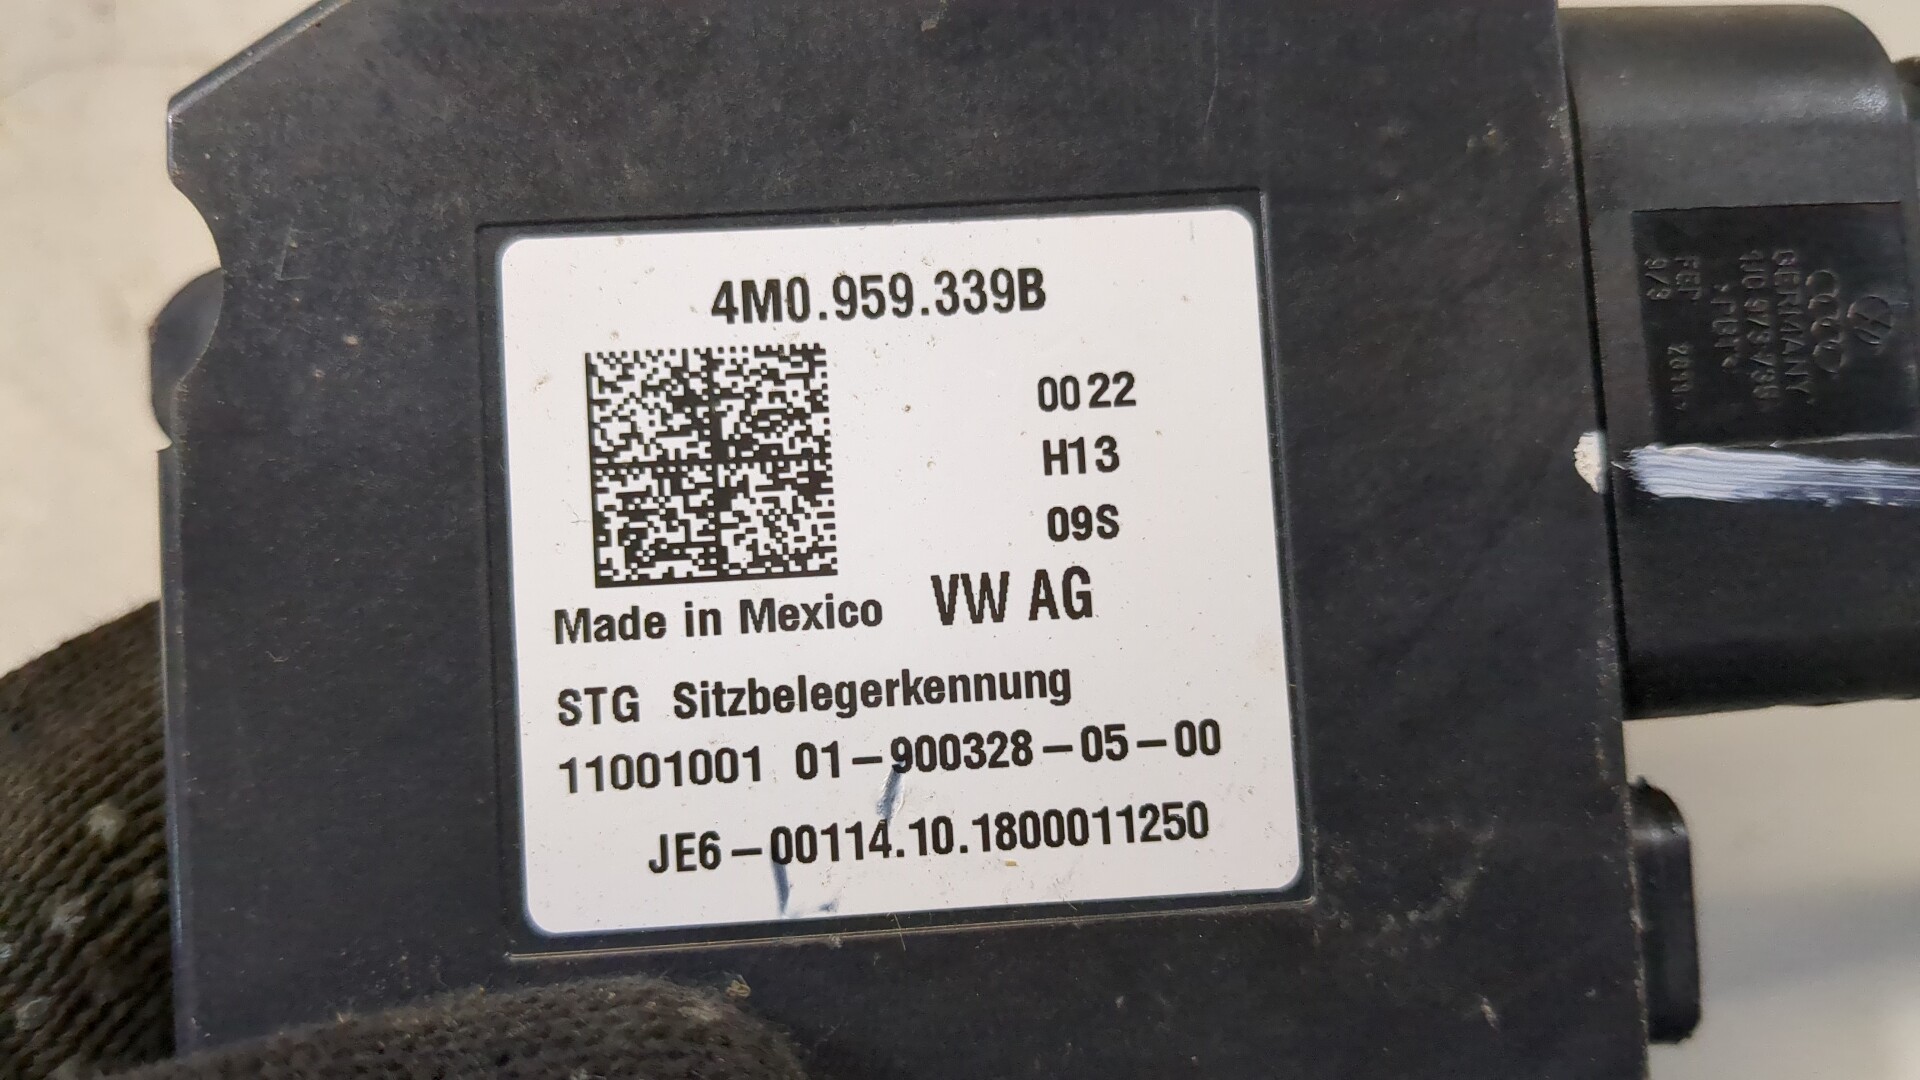 4M0.959.339B
0022
H13
09S
Made in Mexico VW AG
STG Sitzbelegerkennung
11001001 01-900328-05-00
JE6-00114.10.1800011250
GERMANY